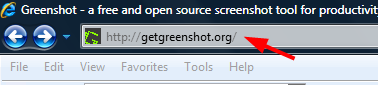 Greenshot - a free and open source screenshot tool for productivit
http://getgreenshot.org/
File Edit View Favorites Tools Help